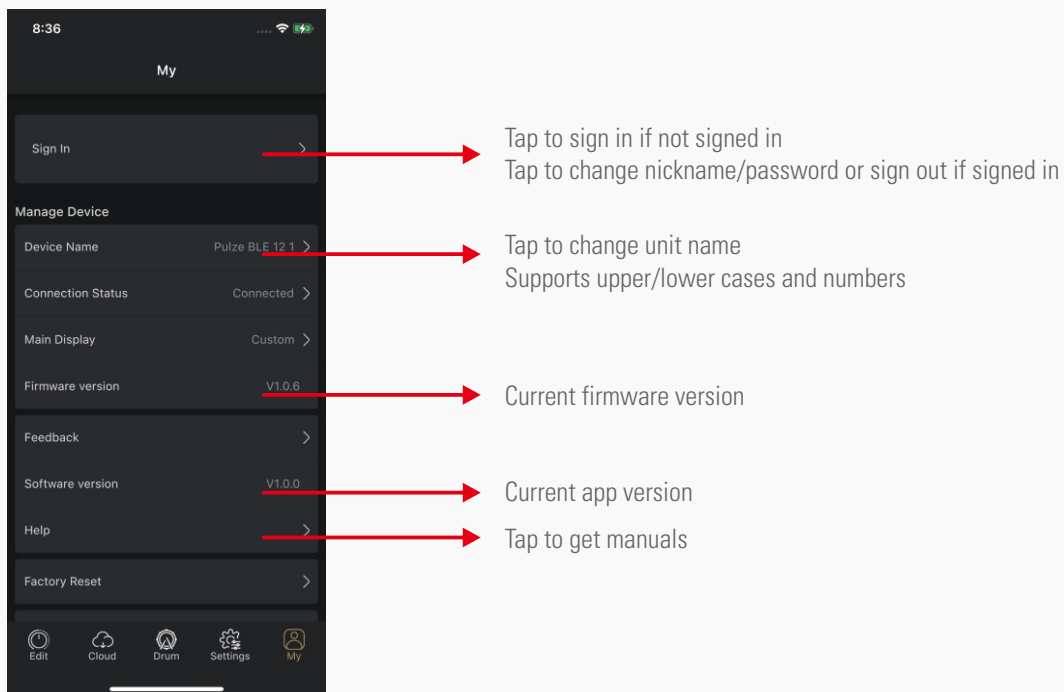 8:36
My
Sign In
Tap to sign in if not signed in
Tap to change nickname/password or sign out if signed in
Manage Device
Device Name Pulze BLE 12 1
Tap to change unit name
Supports upper/lower cases and numbers
Connection Status Connected
Main Display Custom
Firmware version V1.0.6
Current firmware version
Feedback
Software version V1.0.0
Current app version
Help
Tap to get manuals
Factory Reset
Edit Cloud Drum Settings My